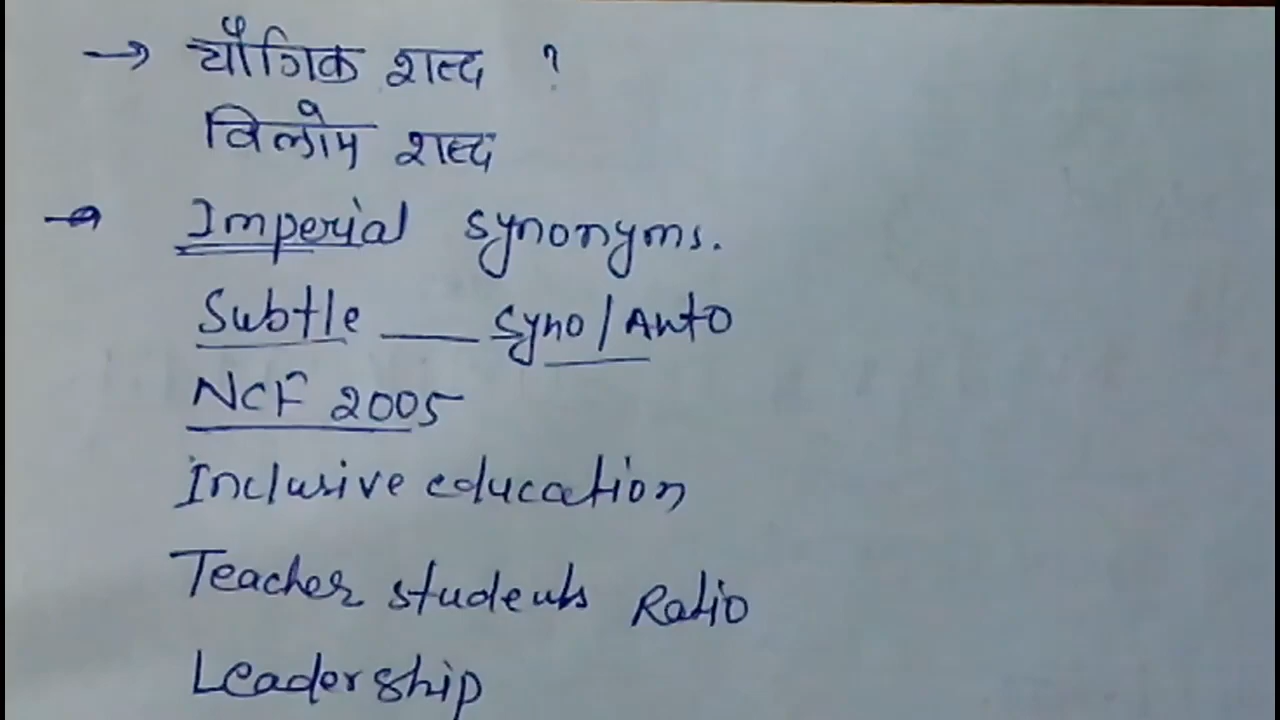 → यौगिक शब्द ?
विलोम शब्द
→ Imperial synonyms.
Subtle ___ Syno/Anto
NCF 2005
Inclusive education
Teacher students Ratio
Leadership